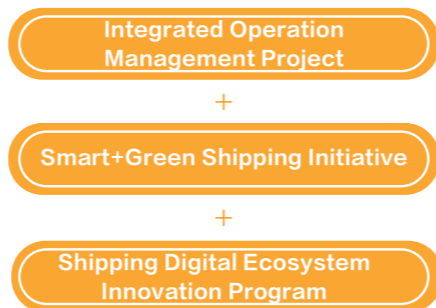 Integrated Operation
Management Project
+
Smart+Green Shipping Initiative
+
Shipping Digital Ecosystem
Innovation Program